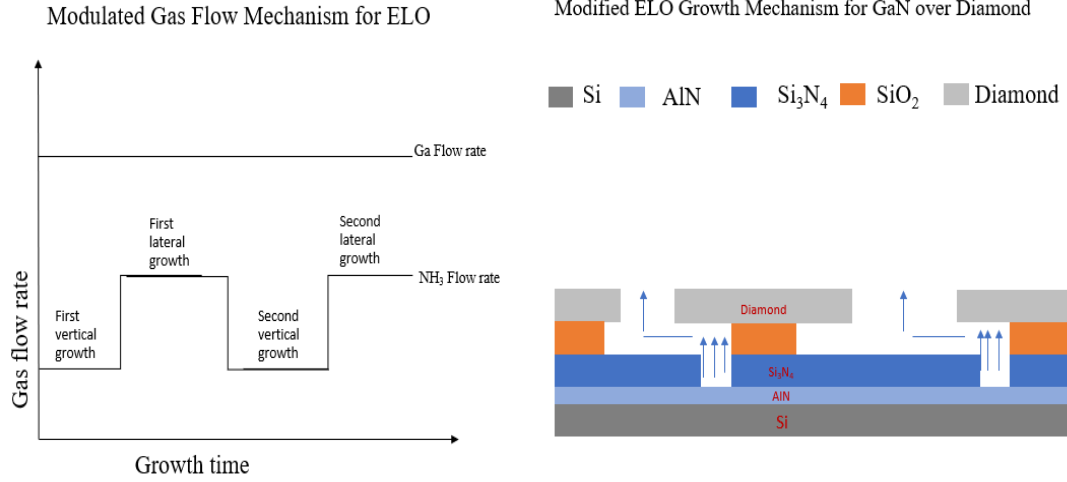 Modulated Gas Flow Mechanism for ELO
Gas flow rate
Ga Flow rate
First
lateral
growth
Second
lateral
growth
NH₃ Flow rate
First
vertical
growth
Second
vertical
growth
Growth time
Modified ELO Growth Mechanism for GaN over Diamond
Si
AlN
Si₃N₄
SiO₂
Diamond
Diamond
Si₃N₄
AlN
Si